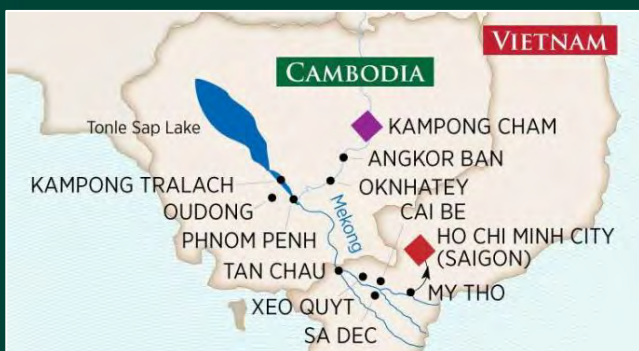 VIETNAM
CAMBODIA
Tonle Sap Lake
KAMPONG CHAM
ANGKOR BAN
KAMPONG TRALACH
OKNHATEY
OUDONG
CAI BE
Mekong
PHNOM PENH
HO CHI MINH CITY
(SAIGON)
TAN CHAU
MY THO
XEO QUYT
SA DEC